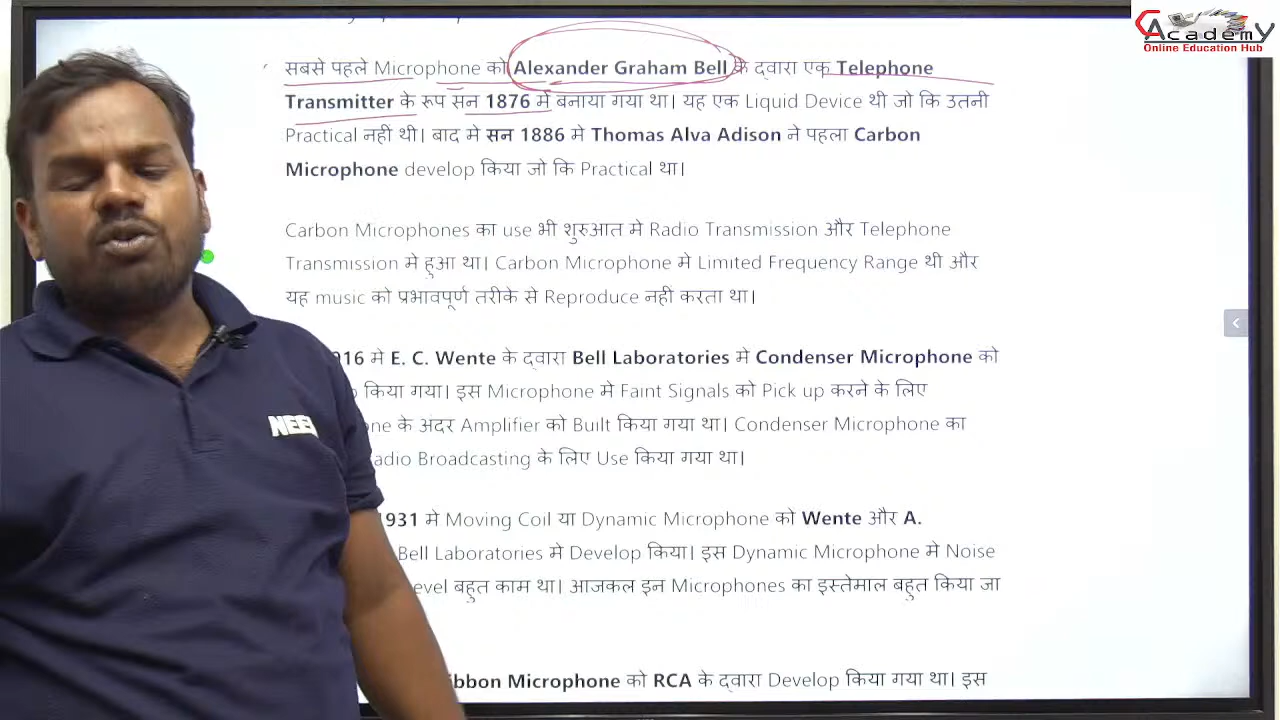 Academy
Online Education Hub
सबसे पहले Microphone को Alexander Graham Bell के द्वारा एक Telephone
Transmitter के रूप सन 1876 में बनाया गया था। यह एक Liquid Device थी जो कि उतनी
Practical नहीं थी। बाद मे सन 1886 मे Thomas Alva Adison ने पहला Carbon
Microphone develop किया जो कि Practical था।
Carbon Microphones का use भी शुरुआत मे Radio Transmission और Telephone
Transmission मे हुआ था। Carbon Microphone मे Limited Frequency Range थी और
यह music को प्रभावपूर्ण तरीके से Reproduce नही करता था।
916 मे E. C. Wente के द्वारा Bell Laboratories मे Condenser Microphone को
किया गया। इस Microphone मे Faint Signals को Pick up करने के लिए
one के अंदर Amplifier को Built किया गया था। Condenser Microphone का
adio Broadcasting के लिए Use किया गया था।
1931 मे Moving Coil या Dynamic Microphone को Wente और A.
Bell Laboratories मे Develop किया। इस Dynamic Microphone मे Noise
evel बहुत काम था। आजकल इन Microphones का इस्तेमाल बहुत किया जा
ibbon Microphone को RCA के द्वारा Develop किया गया था। इस